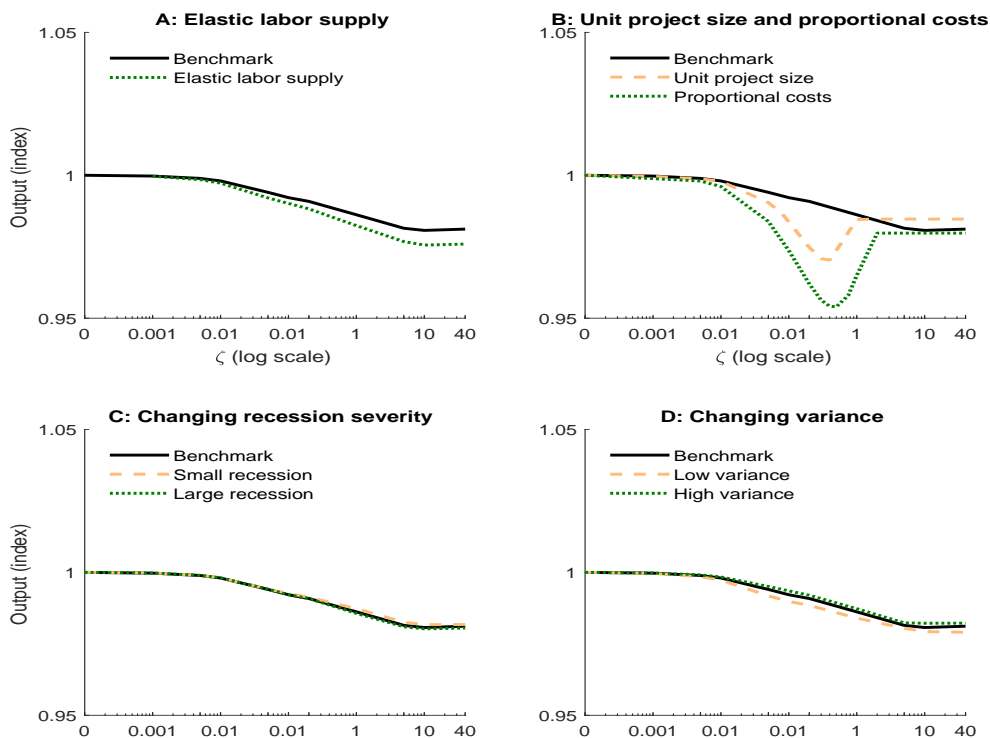 A: Elastic labor supply
1.05
Benchmark
Elastic labor supply
Output (index)
1
0.95
0 0.001 0.01 0.01 1 10 40
ζ (log scale)
B: Unit project size and proportional costs
1.05
Benchmark
Unit project size
Proportional costs
1
0.95
0 0.001 0.01 0.01 1 10 40
ζ (log scale)
C: Changing recession severity
1.05
Benchmark
Small recession
Large recession
Output (index)
1
0.95
0 0.001 0.01 0.01 1 10 40
D: Changing variance
1.05
Benchmark
Low variance
High variance
1
0.95
0 0.001 0.01 0.01 1 10 40